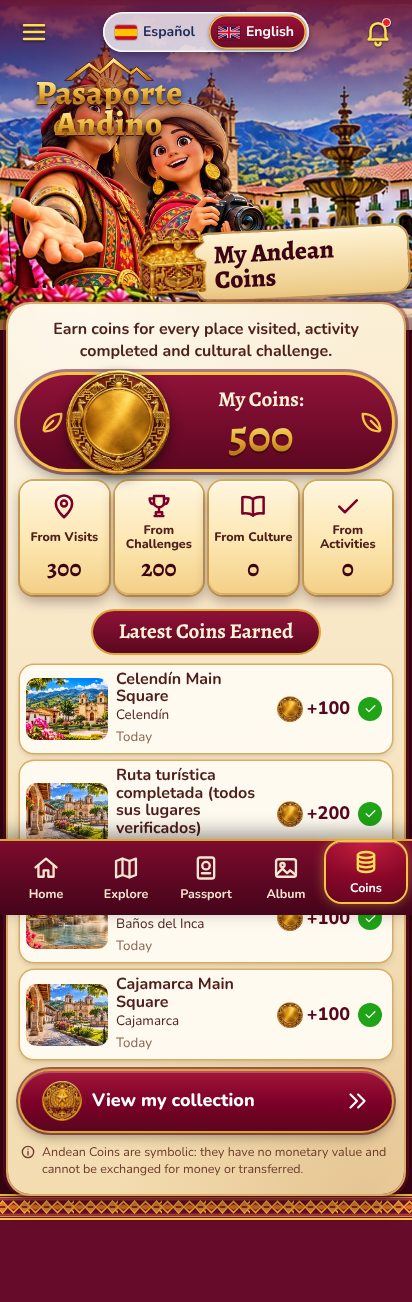 Español
English
Pasaporte
Andino
My Andean
Coins
Earn coins for every place visited, activity
completed and cultural challenge.
My Coins:
500
From Visits
300
From
Challenges
200
From Culture
0
From
Activities
0
Latest Coins Earned
Celendín Main
Square
Celendín
Today
+100
Ruta turística
completada (todos
sus lugares
verificados)
+200
Home
Explore
Passport
Album
Coins
Baños del Inca
Today
+100
Cajamarca Main
Square
Cajamarca
Today
+100
View my collection
Andean Coins are symbolic: they have no monetary value and
cannot be exchanged for money or transferred.